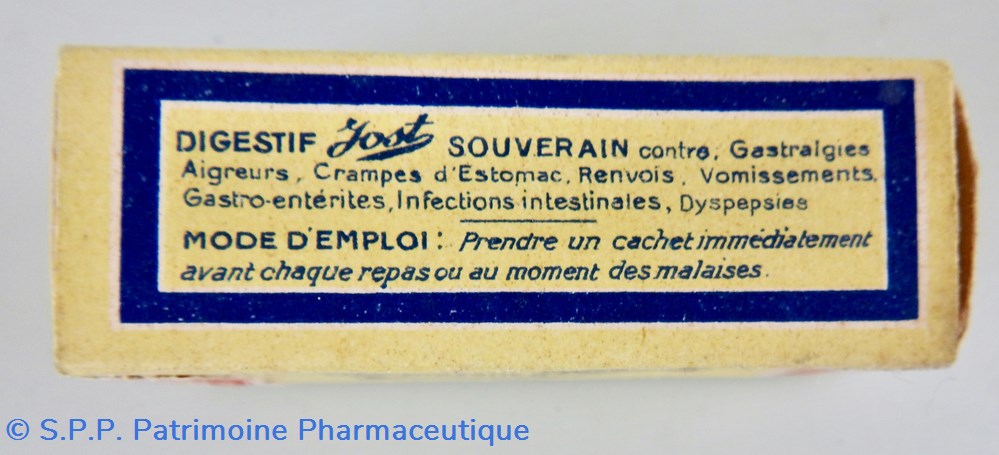 DIGESTIF Jost SOUVERAIN contre, Gastralgies
Aigreurs, Crampes d'Estomac, Renvois, Vomissements,
Gastro-entérites, Infections intestinales, Dyspepsies
MODE D'EMPLOI: Prendre un cachet immédiatement
avant chaque repas ou au moment des malaises.
© S.P.P. Patrimoine Pharmaceutique